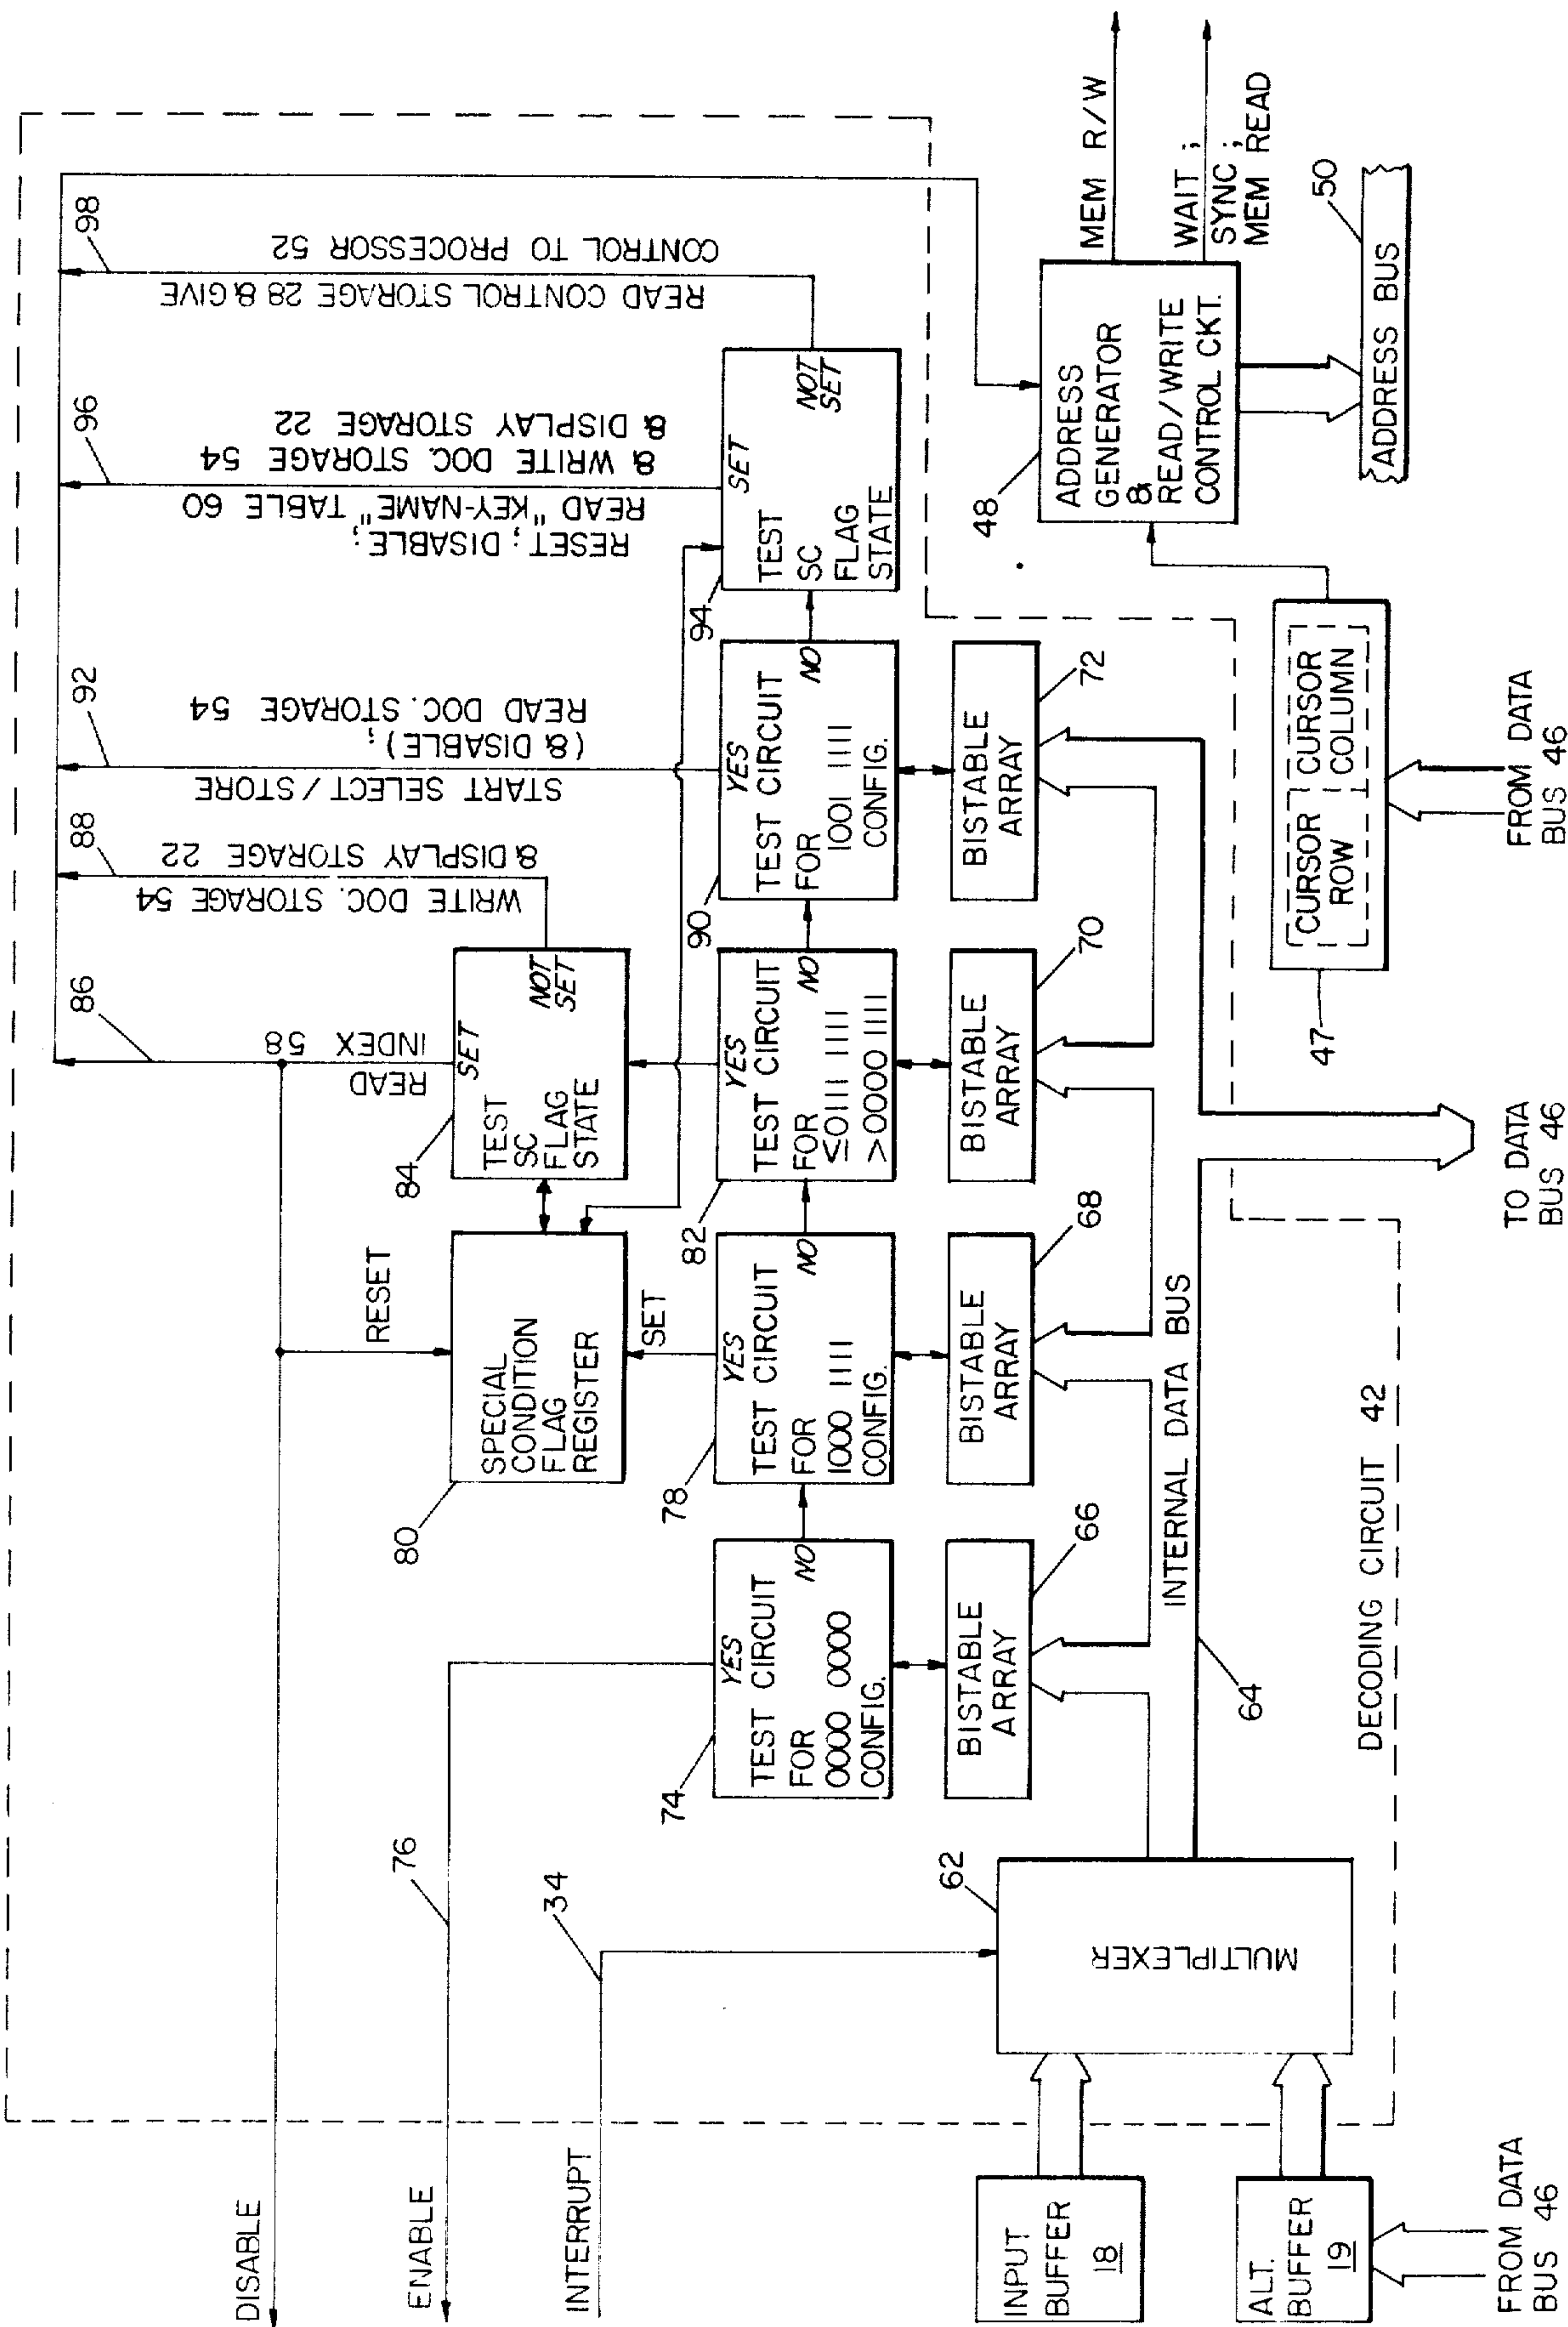 DISABLE
ENABLE
INTERRUPT
76
34
INPUT
BUFFER
18
ALT.
BUFFER
19
FROM DATA
BUS 46
MULTIPLEXER
62
64
INTERNAL DATA BUS
DECODING CIRCUIT 42
TO DATA
BUS 46
74
YES
TEST CIRCUIT
FOR
0000 0000
CONFIG.
NO
BISTABLE
ARRAY
66
78
YES
TEST CIRCUIT
FOR
1000 1111
CONFIG.
NO
BISTABLE
ARRAY
68
SET
RESET
80
SPECIAL
CONDITION
FLAG
REGISTER
82
YES
TEST CIRCUIT
FOR
≤0111 1111
>0000 1111
NO
BISTABLE
ARRAY
70
84
SET
TEST
SC
FLAG
STATE
NOT
SET
86
READ
INDEX 58
88
WRITE DOC. STORAGE 54
& DISPLAY STORAGE 22
90
YES
TEST CIRCUIT
FOR
1001 1111
CONFIG.
NO
BISTABLE
ARRAY
72
92
START SELECT/STORE
(& DISABLE);
READ DOC. STORAGE 54
94
SET
TEST
SC
FLAG
STATE
NOT
SET
96
RESET; DISABLE;
READ "KEY-NAME" TABLE 60
& WRITE DOC. STORAGE 54
& DISPLAY STORAGE 22
98
READ CONTROL STORAGE 28 & GIVE
CONTROL TO PROCESSOR 52
47
CURSOR
ROW
CURSOR
COLUMN
FROM DATA
BUS 46
48
ADDRESS
GENERATOR
&
READ/WRITE
CONTROL CKT.
MEM R/W
WAIT ;
SYNC ;
MEM READ
50
ADDRESS BUS